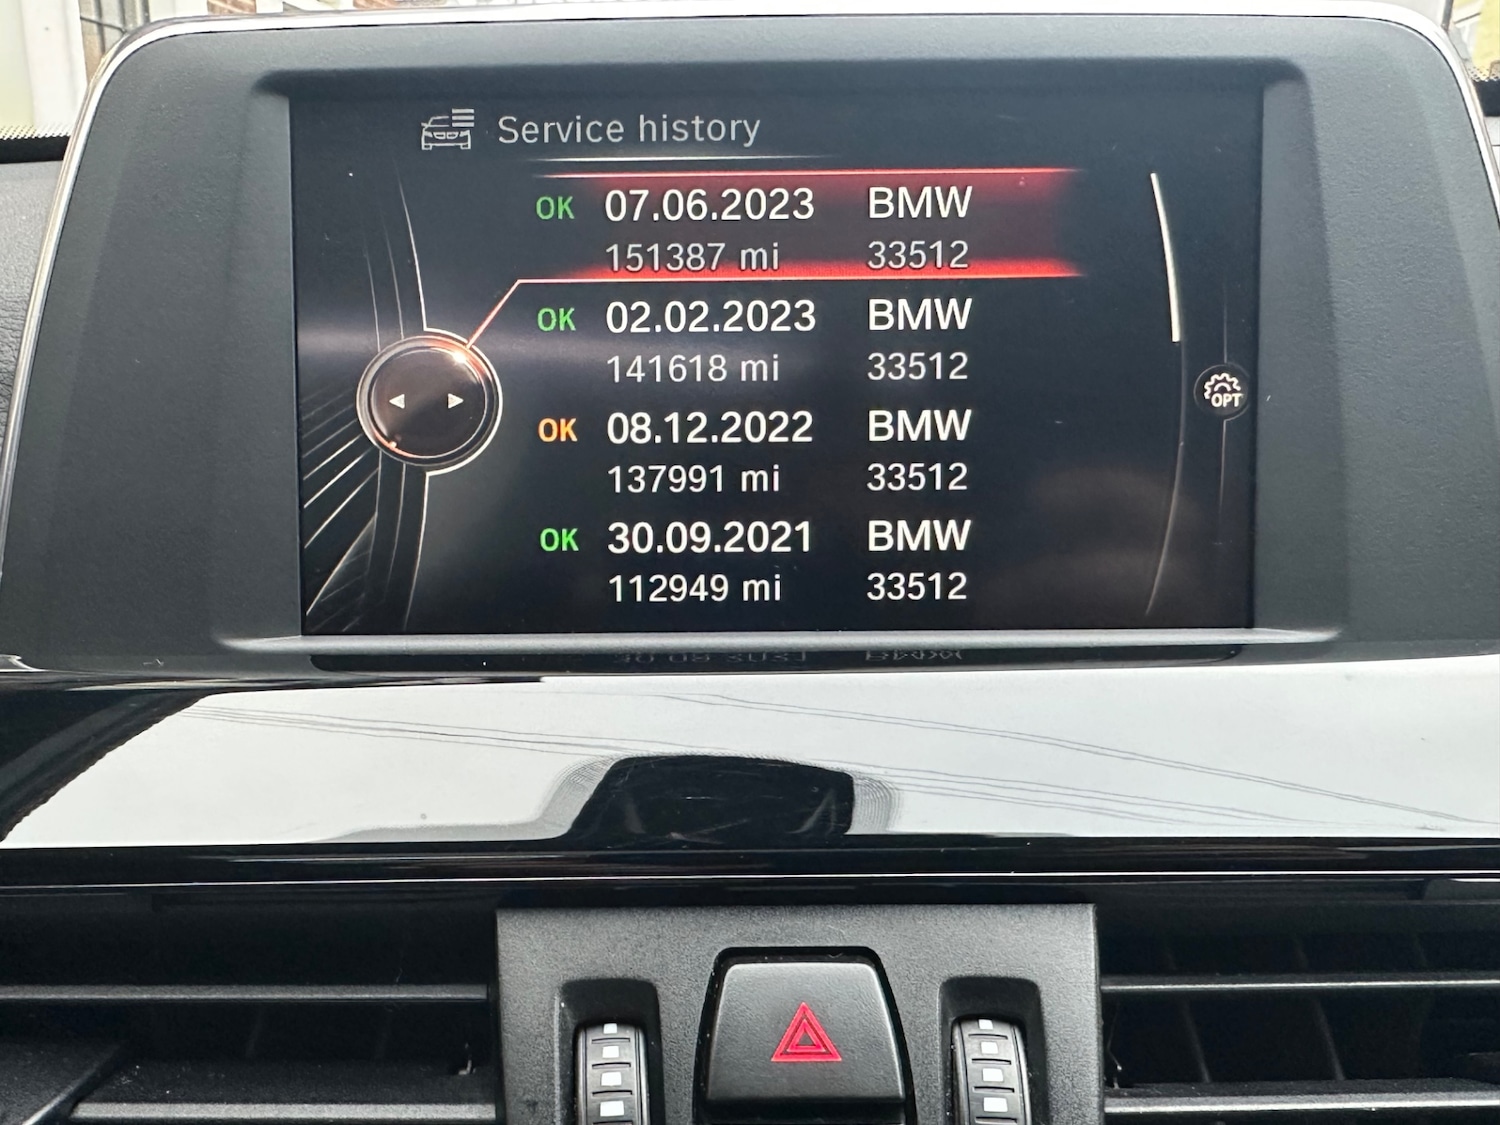 Service history
OK 07.06.2023 BMW
151387 mi 33512
OK 02.02.2023 BMW
141618 mi 33512
OK 08.12.2022 BMW
137991 mi 33512
OPT
OK 30.09.2021 BMW
112949 mi 33512